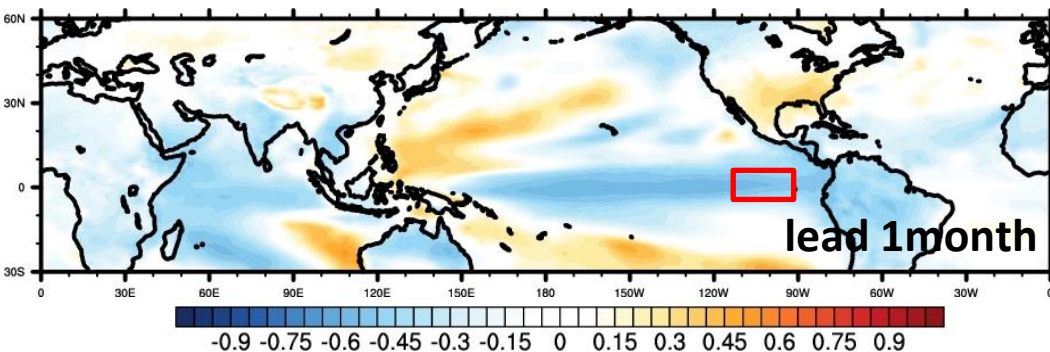 60N
30N
0
30S
lead 1month
0 30E 60E 90E 120E 150E 180 150W 120W 90W 60W 30W 0
-0.9 -0.75 -0.6 -0.45 -0.3 -0.15 0 0.15 0.3 0.45 0.6 0.75 0.9